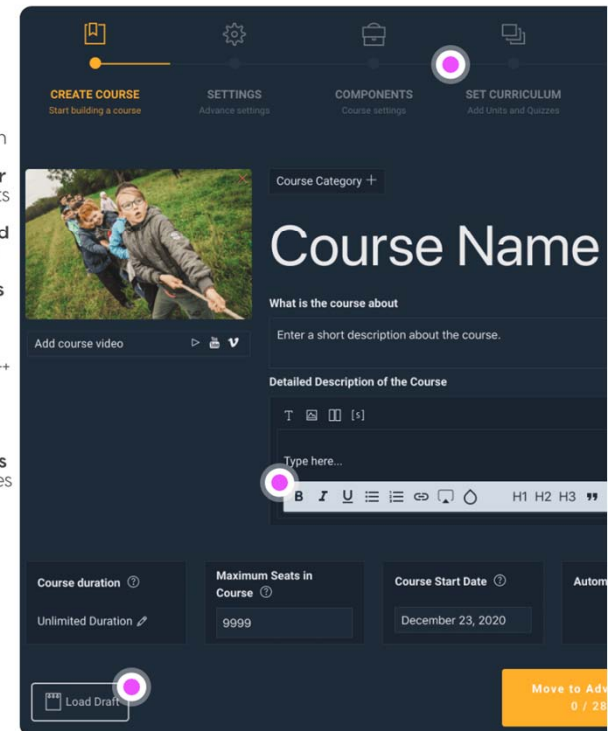 CREATE COURSE
Start building a course
SETTINGS
Advance settings
COMPONENTS
Course settings
SET CURRICULUM
Add Units and Quizzes
Course Category +
Course Name
What is the course about
Enter a short description about the course.
Add course video
Detailed Description of the Course
T [s]
Type here...
B I U H1 H2 H3 "
Course duration ?
Unlimited Duration
Maximum Seats in
Course ?
9999
Course Start Date ?
December 23, 2020
Autom
Load Draft
Move to Adv
0 / 28